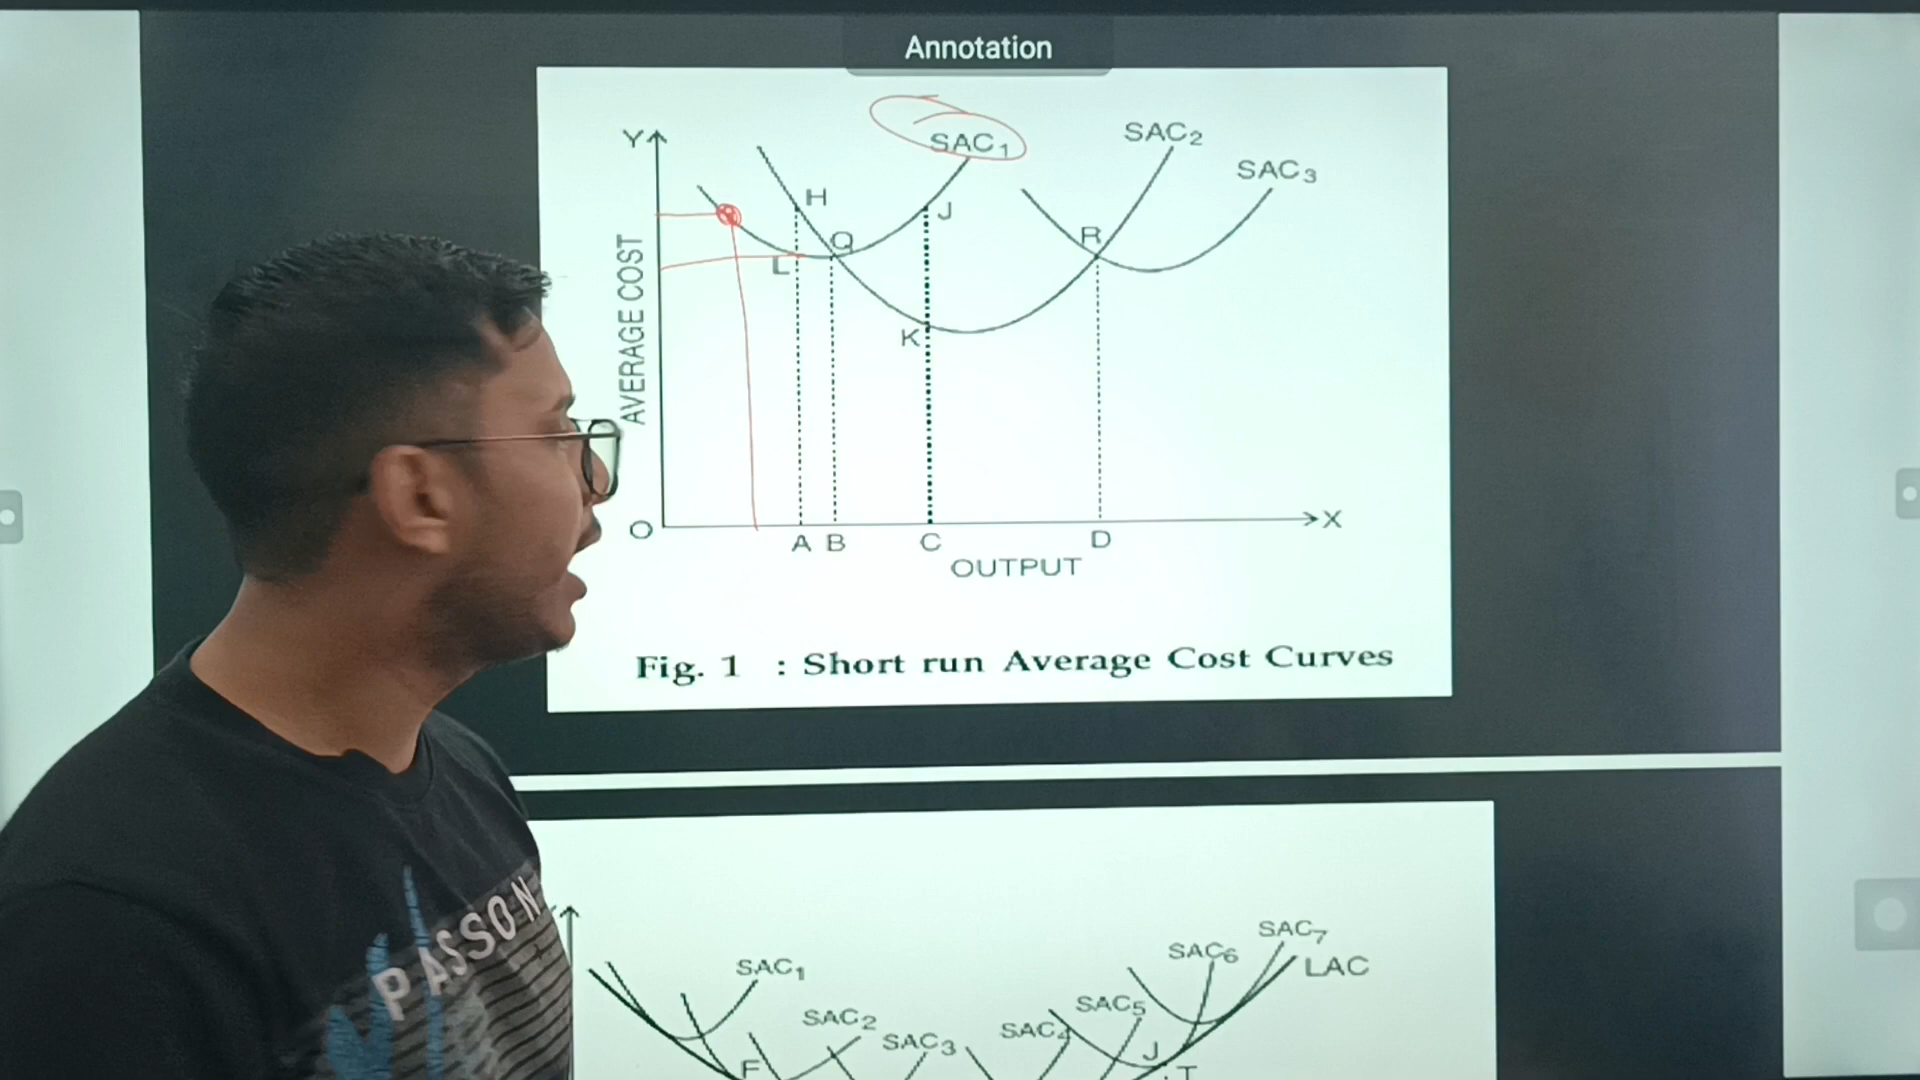 Annotation
Y
SAC1
SAC2
SAC3
H
J
Q
R
L
K
AVERAGE COST
O
X
A B C D
OUTPUT
Fig. 1 : Short run Average Cost Curves
PASSION
SAC1
SAC2
SAC3
SAC4
SAC5
SAC6
SAC7
LAC
F
J
T